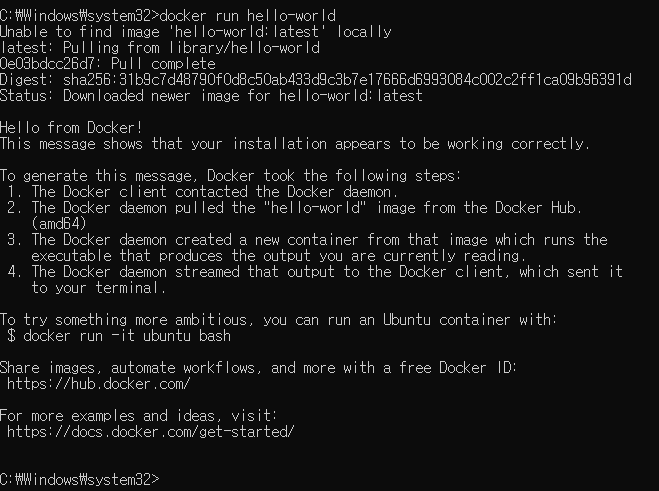 C:₩Windows₩system32>docker run hello-world
Unable to find image 'hello-world:latest' locally
latest: Pulling from library/hello-world
0e03bdcc26d7: Pull complete
Digest: sha256:31b9c7d48790f0d8c50ab433d9c3b7e17666d6993084c002c2ff1ca09b96391d
Status: Downloaded newer image for hello-world:latest

Hello from Docker!
This message shows that your installation appears to be working correctly.

To generate this message, Docker took the following steps:
 1. The Docker client contacted the Docker daemon.
 2. The Docker daemon pulled the "hello-world" image from the Docker Hub.
    (amd64)
 3. The Docker daemon created a new container from that image which runs the
    executable that produces the output you are currently reading.
 4. The Docker daemon streamed that output to the Docker client, which sent it
    to your terminal.

To try something more ambitious, you can run an Ubuntu container with:
 $ docker run -it ubuntu bash

Share images, automate workflows, and more with a free Docker ID:
 https://hub.docker.com/

For more examples and ideas, visit:
 https://docs.docker.com/get-started/

C:₩Windows₩system32>